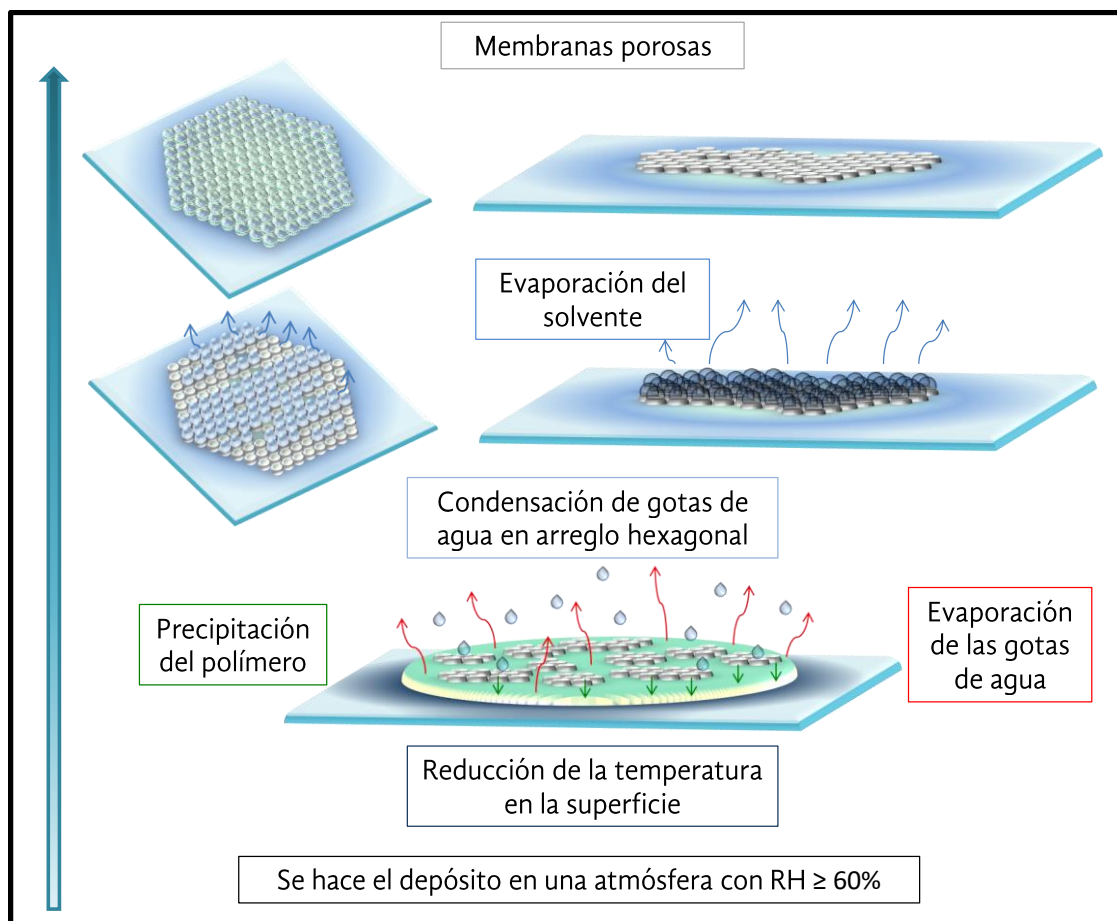 Membranas porosas
Evaporación del
solvente
Condensación de gotas de
agua en arreglo hexagonal
Precipitación
del polímero
Evaporación
de las gotas
de agua
Reducción de la temperatura
en la superficie
Se hace el depósito en una atmósfera con RH ≥ 60%